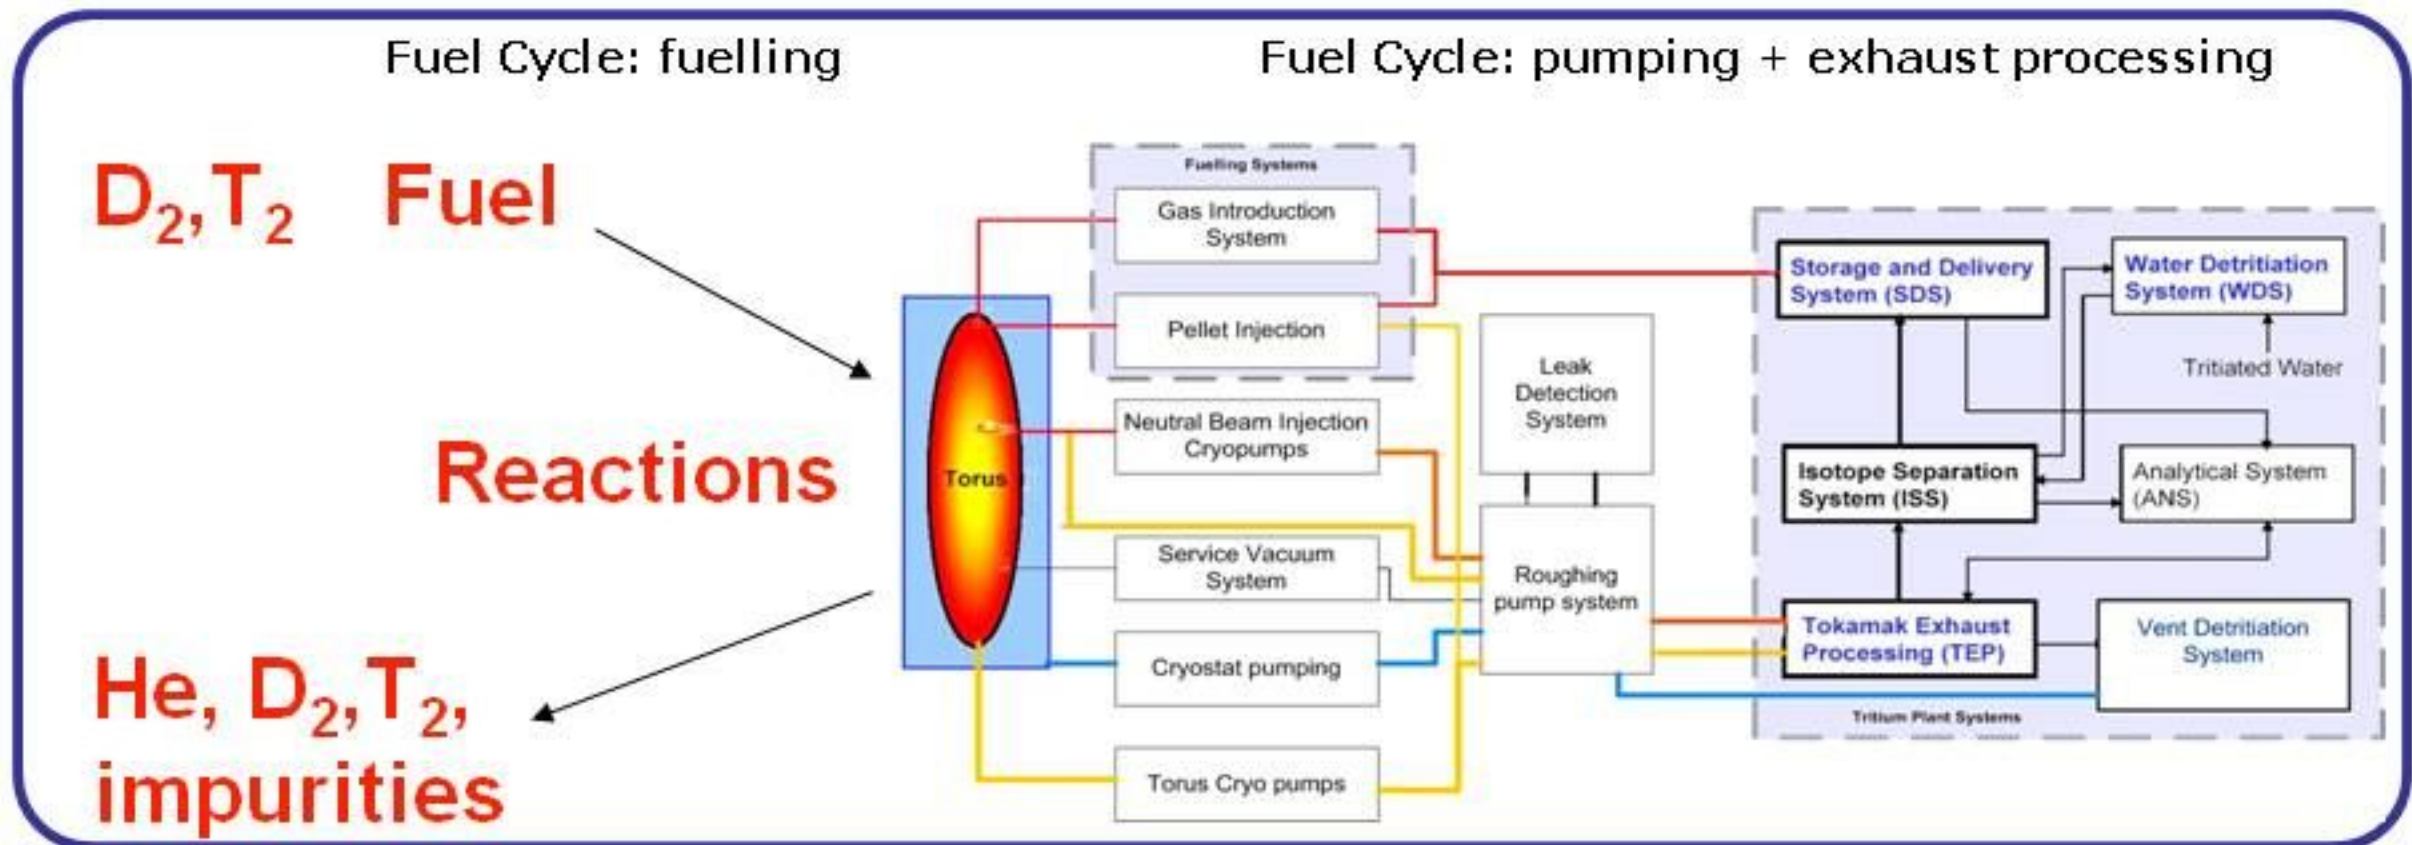 Fuel Cycle: fuelling
Fuel Cycle: pumping + exhaust processing
D₂,T₂ Fuel
Reactions
He, D₂,T₂,
impurities
Torus
Fuelling Systems
Gas Introduction
System
Pellet Injection
Neutral Beam Injection
Cryopumps
Service Vacuum
System
Cryostat pumping
Torus Cryo pumps
Leak
Detection
System
Roughing
pump system
Storage and Delivery
System (SDS)
Water Detritiation
System (WDS)
Tritiated Water
Isotope Separation
System (ISS)
Analytical System
(ANS)
Tokamak Exhaust
Processing (TEP)
Vent Detritiation
System
Tritium Plant Systems